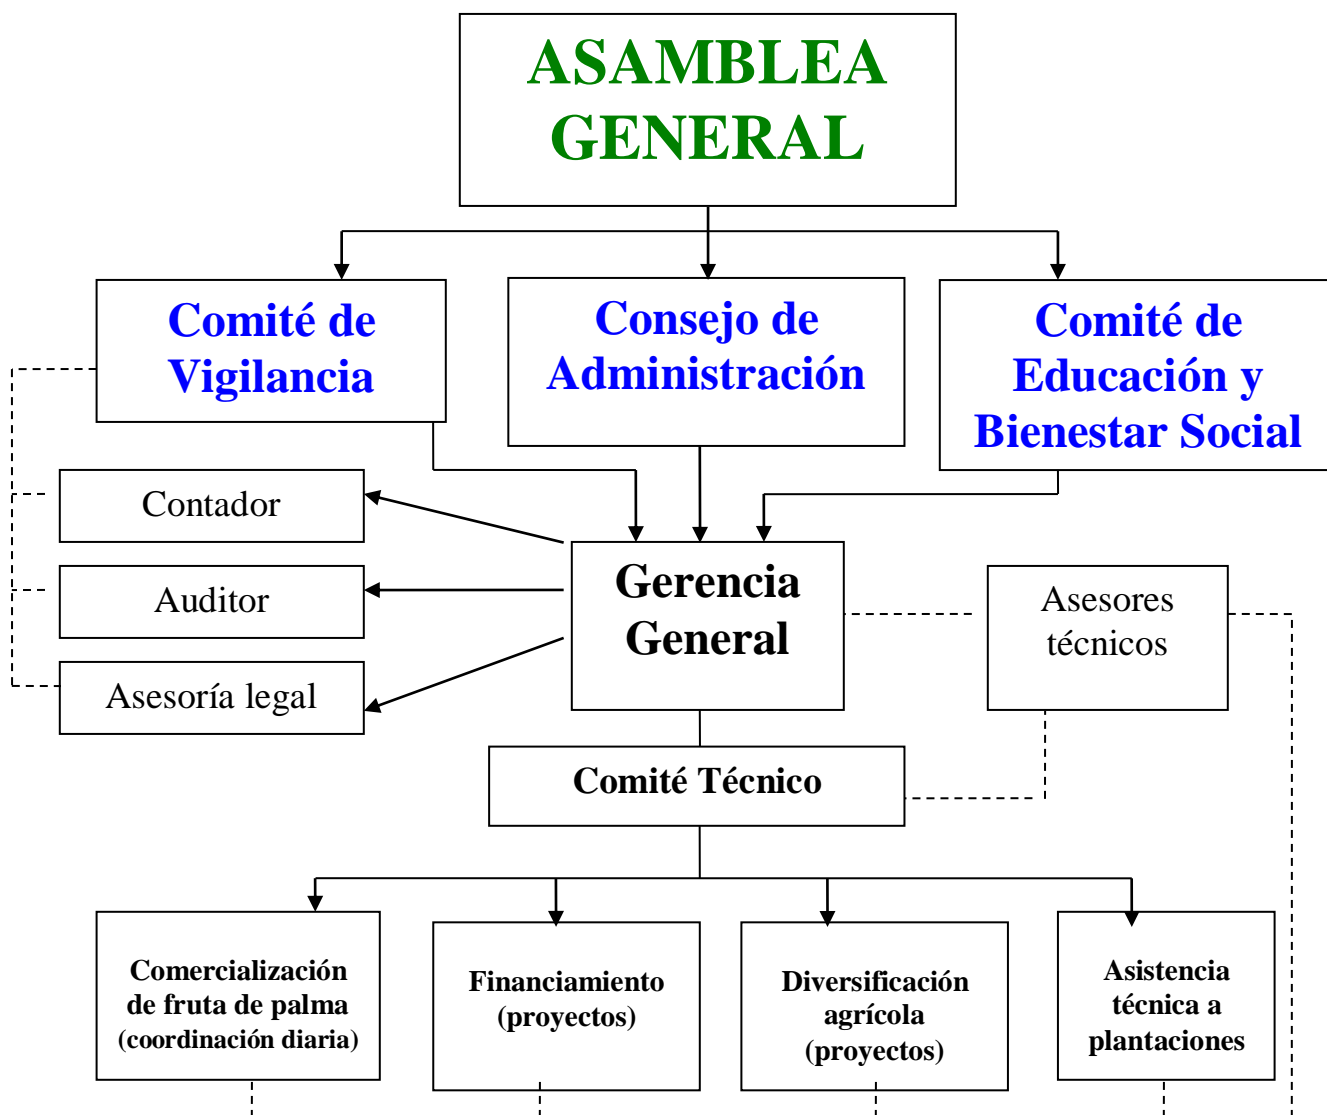 ASAMBLEA
GENERAL
Comité de
Vigilancia
Consejo de
Administración
Comité de
Educación y
Bienestar Social
Contador
Auditor
Asesoría legal
Gerencia
General
Asesores
técnicos
Comité Técnico
Comercialización
de fruta de palma
(coordinación diaria)
Financiamiento
(proyectos)
Diversificación
agrícola
(proyectos)
Asistencia
técnica a
plantaciones